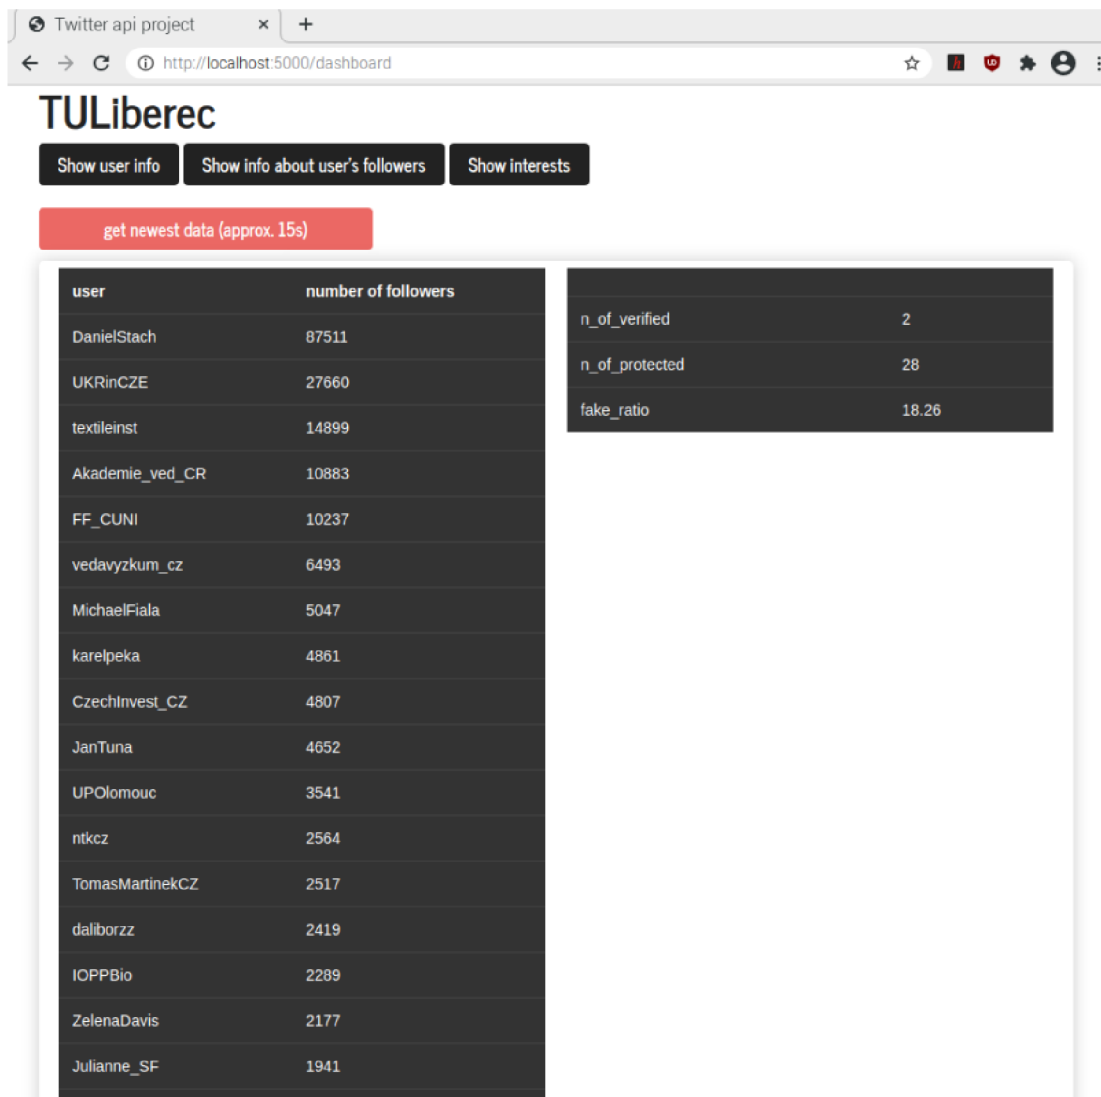 Twitter api project
http://localhost:5000/dashboard
TULiberec
Show user info Show info about user's followers Show interests
get newest data (approx. 15s)
user number of followers
DanielStach 87511
UKRinCZE 27660
textileinst 14899
Akademie_ved_CR 10883
FF_CUNI 10237
vedavyzkum_cz 6493
MichaelFiala 5047
karelpeka 4861
CzechInvest_CZ 4807
JanTuna 4652
UPOlomouc 3541
ntkcz 2564
TomasMartinekCZ 2517
daliborzz 2419
IOPPBio 2289
ZelenaDavis 2177
Julianne_SF 1941
n_of_verified 2
n_of_protected 28
fake_ratio 18.26